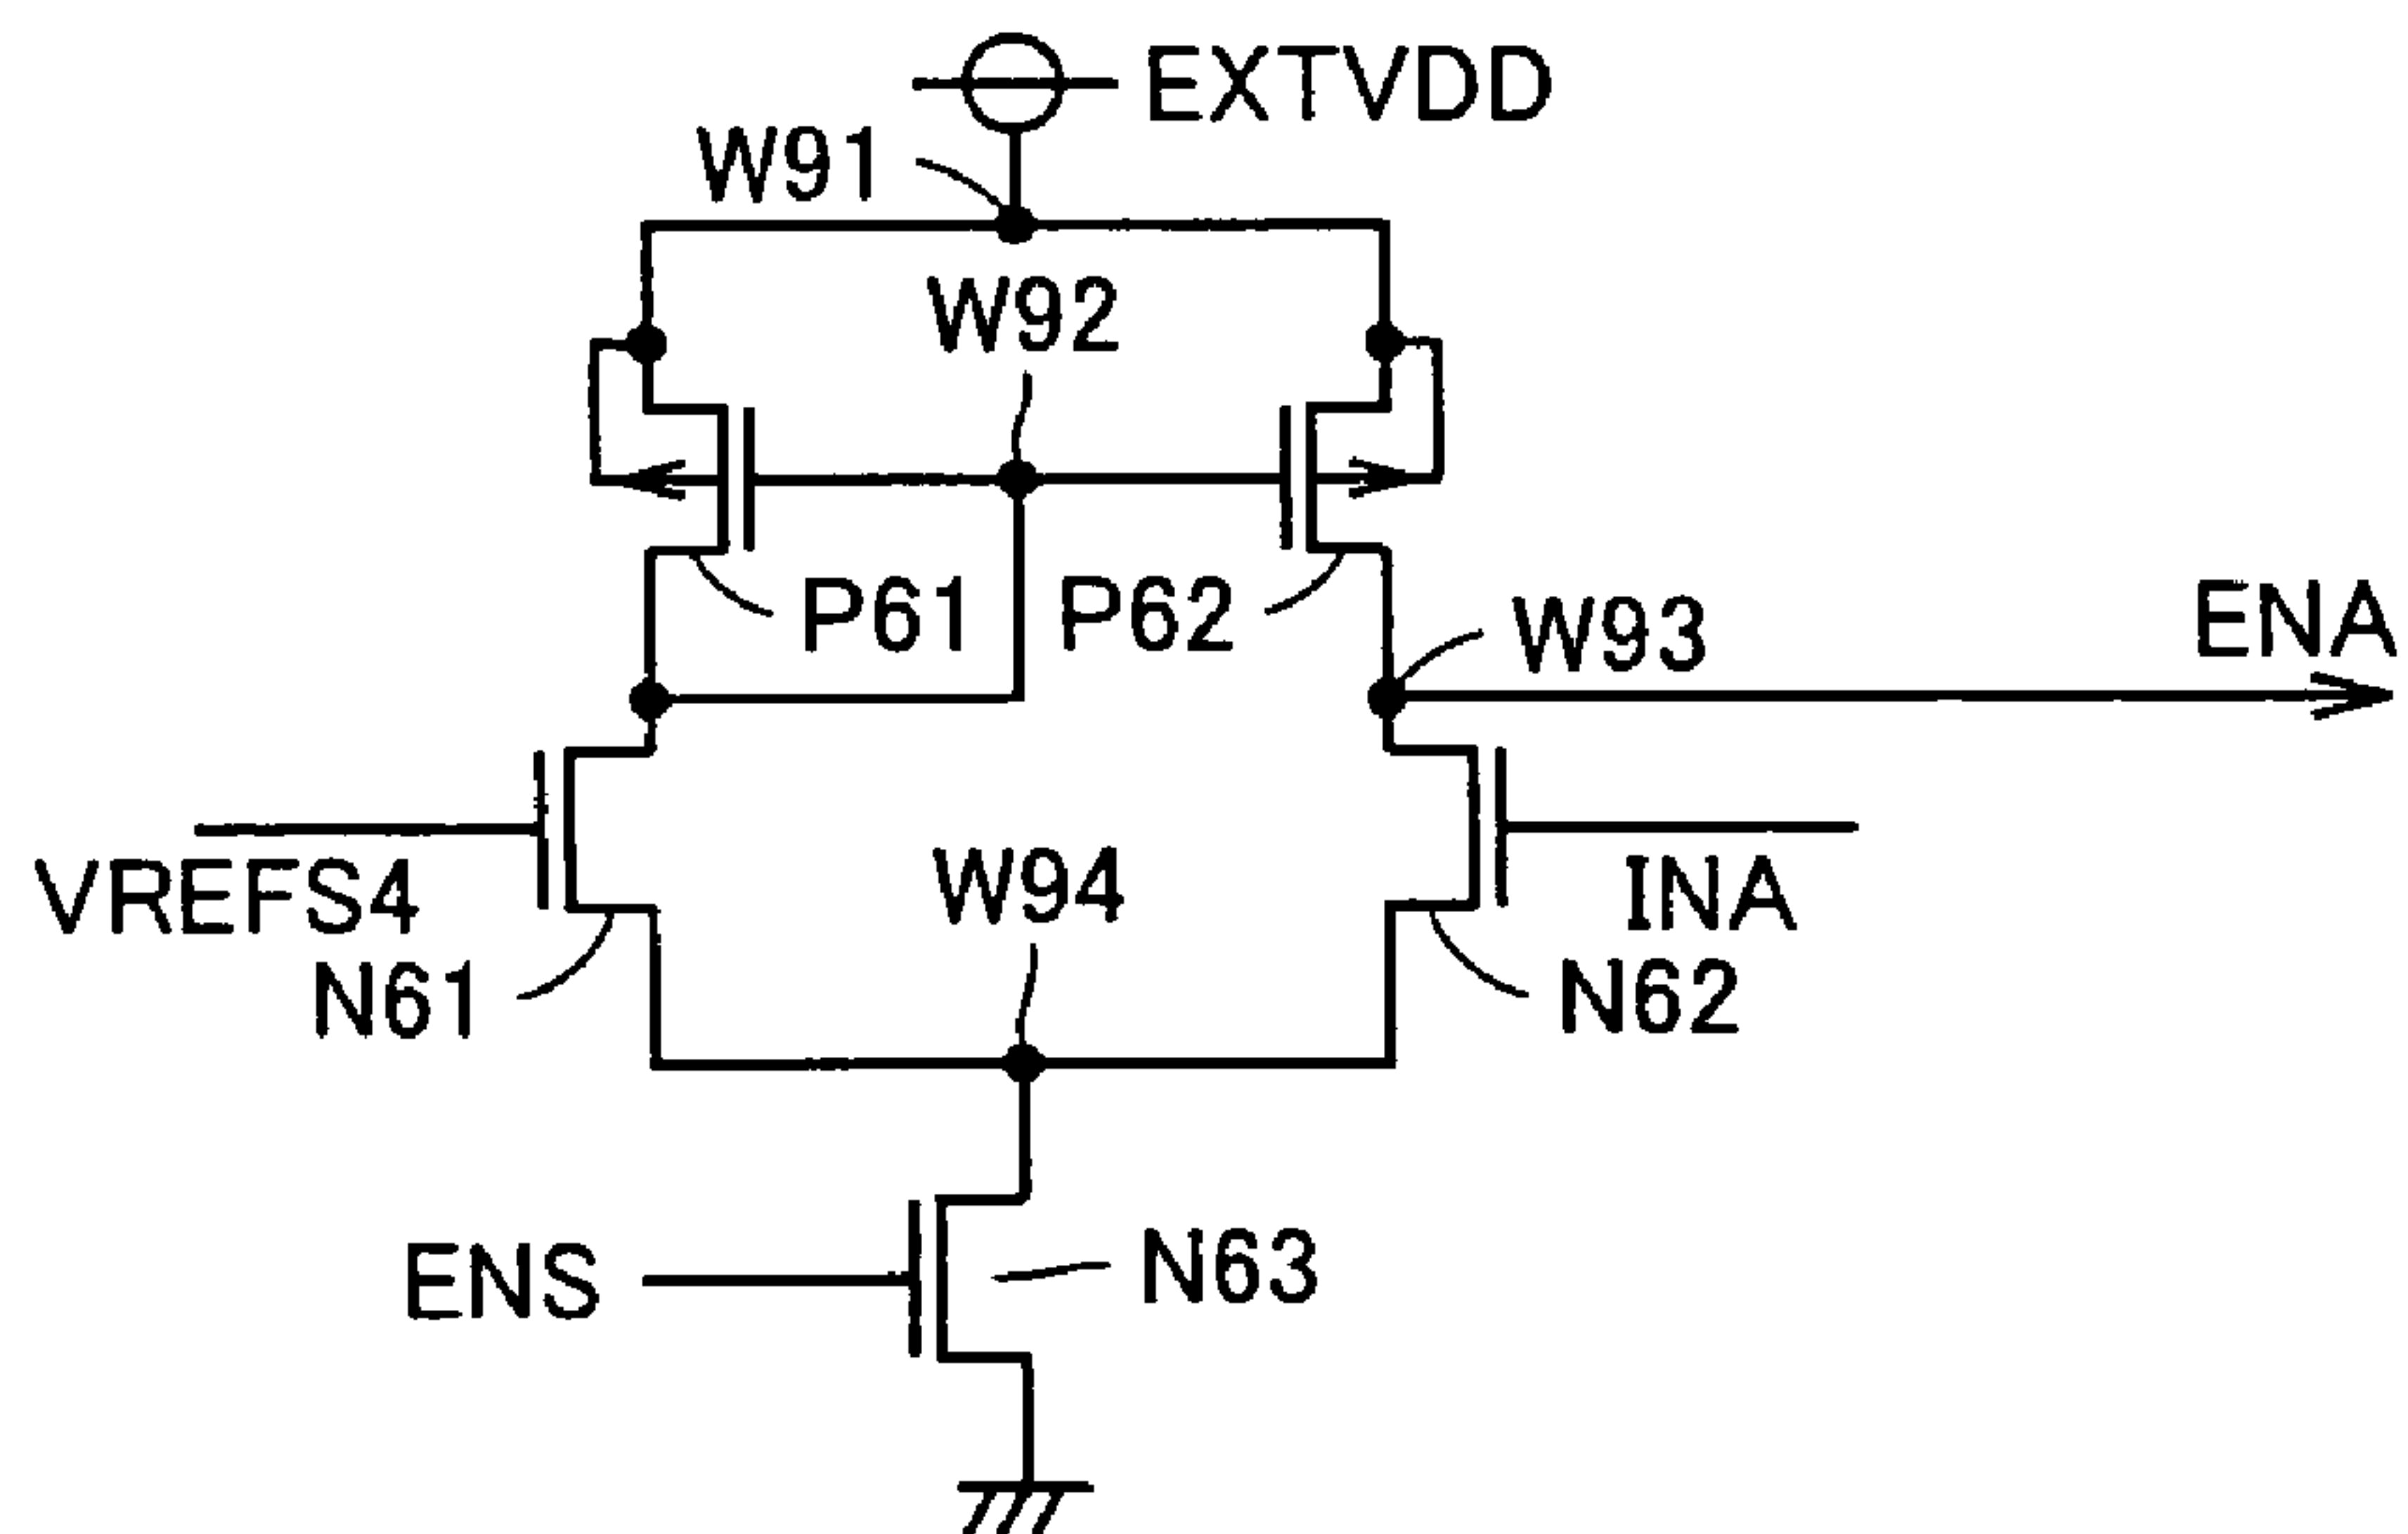 EXTVDD
W91
W92
P61
P62
W93
ENA
VREFS4
W94
INA
N61
N62
ENS
N63